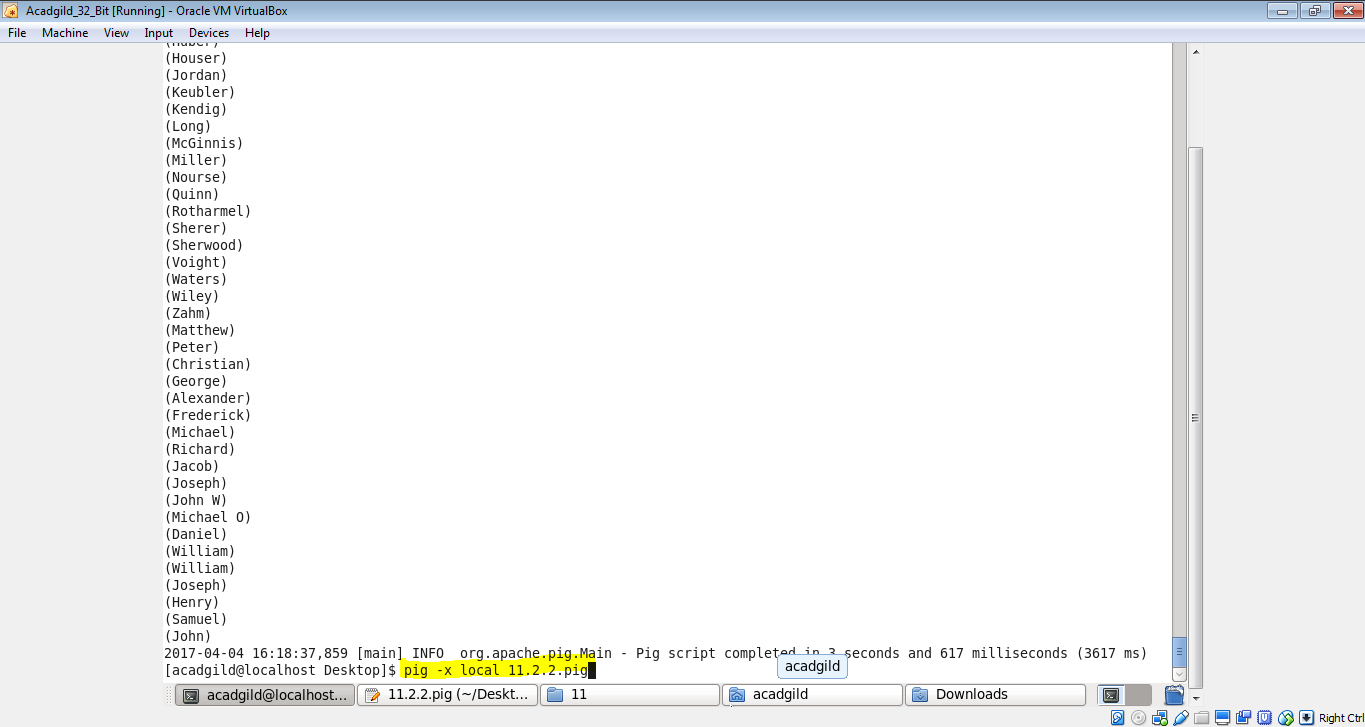 Acadgild_32_Bit [Running] - Oracle VM VirtualBox
File Machine View Input Devices Help
(Huber)
(Houser)
(Jordan)
(Keubler)
(Kendig)
(Long)
(McGinnis)
(Miller)
(Nourse)
(Quinn)
(Rotharmel)
(Sherer)
(Sherwood)
(Voight)
(Waters)
(Wiley)
(Zahm)
(Matthew)
(Peter)
(Christian)
(George)
(Alexander)
(Frederick)
(Michael)
(Richard)
(Jacob)
(Joseph)
(John W)
(Michael O)
(Daniel)
(William)
(William)
(Joseph)
(Henry)
(Samuel)
(John)
2017-04-04 16:18:37,859 [main] INFO  org.apache.pig.Main - Pig script completed in 3 seconds and 617 milliseconds (3617 ms)
[acadgild@localhost Desktop]$ pig -x local 11.2.2.pig
acadgild
acadgild@localhost... 11.2.2.pig (~/Deskt... 11 acadgild Downloads
Right Ctrl